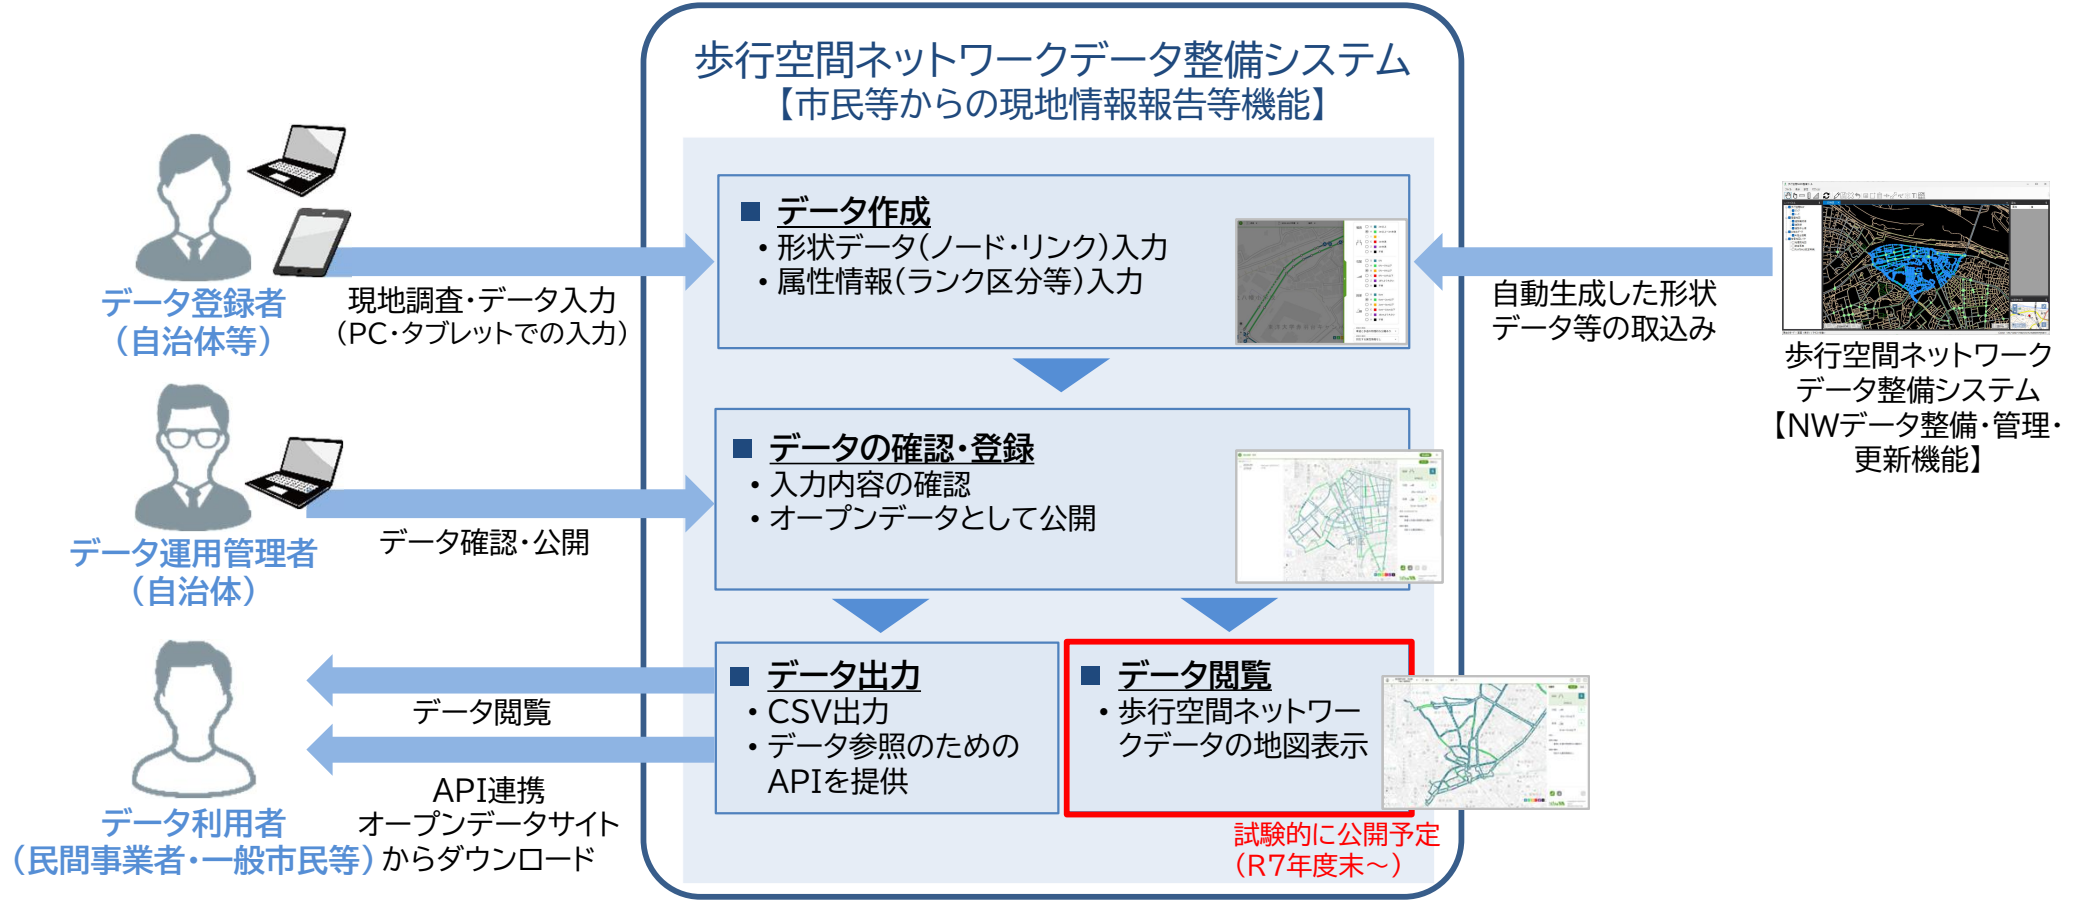 歩行空間ネットワークデータ整備システム
【市民等からの現地情報報告等機能】
データ登録者
（自治体等）
現地調査・データ入力
（PC・タブレットでの入力）
■ データ作成
・形状データ（ノード・リンク）入力
・属性情報（ランク区分等）入力
自動生成した形状
データ等の取込み
歩行空間ネットワーク
データ整備システム
【NWデータ整備・管理・
更新機能】
データ運用管理者
（自治体）
データ確認・公開
■ データの確認・登録
・入力内容の確認
・オープンデータとして公開
データ利用者
（民間事業者・一般市民等）
データ閲覧
API連携
オープンデータサイト
からダウンロード
■ データ出力
・CSV出力
・データ参照のための
APIを提供
■ データ閲覧
・歩行空間ネットワー
クデータの地図表示
試験的に公開予定
（R7年度末～）